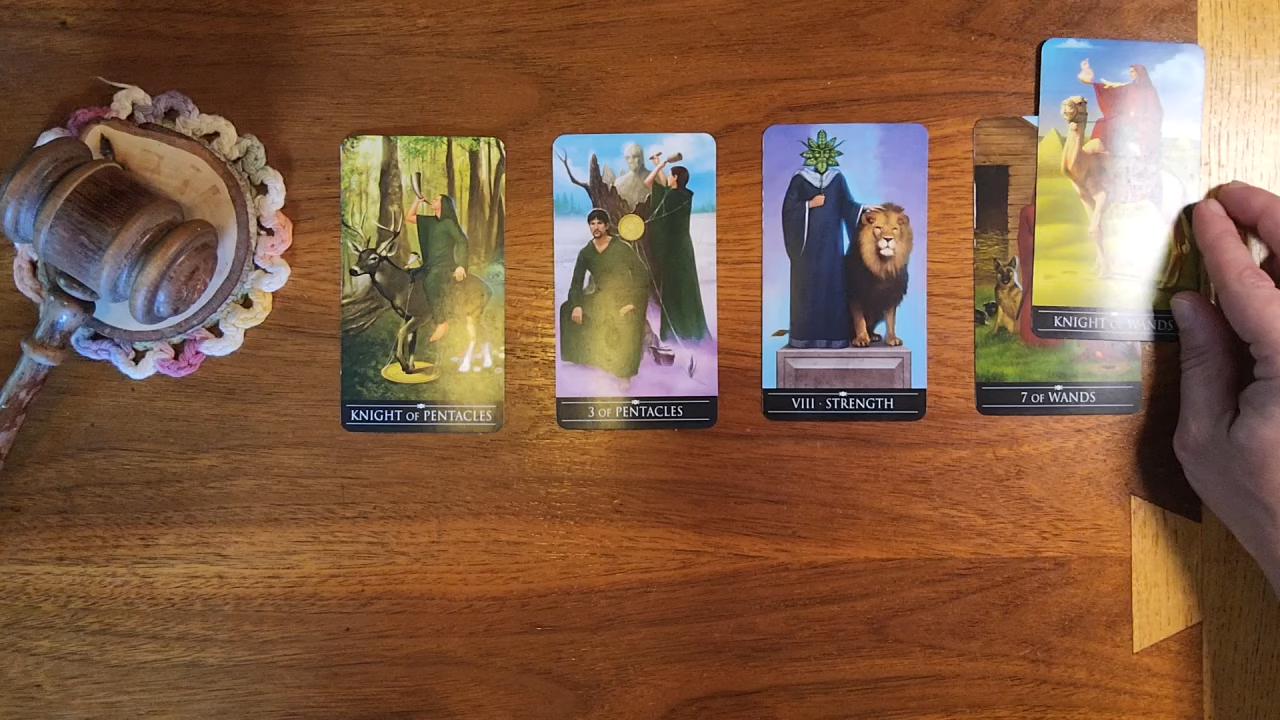 KNIGHT OF PENTACLES
3 OF PENTACLES
VIII · STRENGTH
7 OF WANDS
KNIGHT OF WANDS